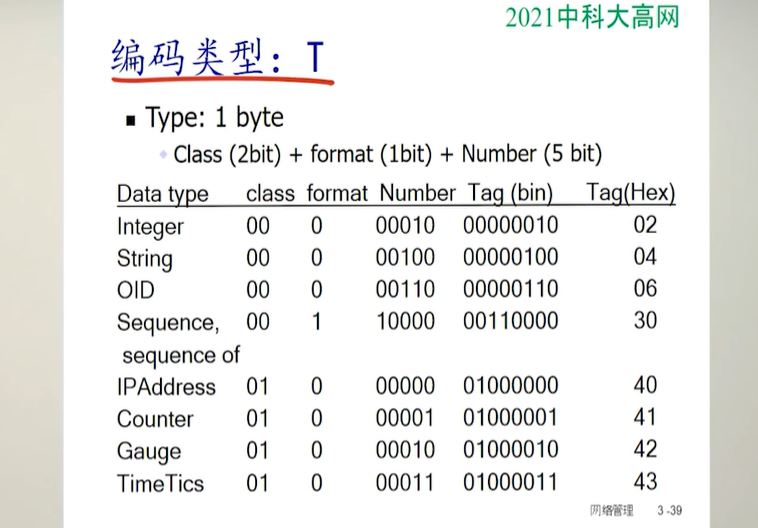 2021中科大高网
编码类型：T
Type: 1 byte
Class (2bit) + format (1bit) + Number (5 bit)
Data type class format Number Tag (bin) Tag(Hex)
Integer 00 0 00010 00000010 02
String 00 0 00100 00000100 04
OID 00 0 00110 00000110 06
Sequence, 00 1 10000 00110000 30
sequence of
IPAddress 01 0 00000 01000000 40
Counter 01 0 00001 01000001 41
Gauge 01 0 00010 01000010 42
TimeTics 01 0 00011 01000011 43
网络管理 3-39